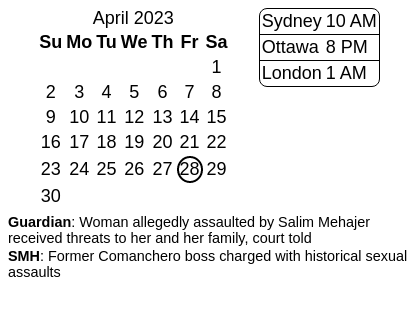 April 2023
Su Mo Tu We Th Fr Sa
1
2 3 4 5 6 7 8
9 10 11 12 13 14 15
16 17 18 19 20 21 22
23 24 25 26 27 28 29
30
Sydney 10 AM
Ottawa 8 PM
London 1 AM
Guardian: Woman allegedly assaulted by Salim Mehajer
received threats to her and her family, court told
SMH: Former Comanchero boss charged with historical sexual
assaults